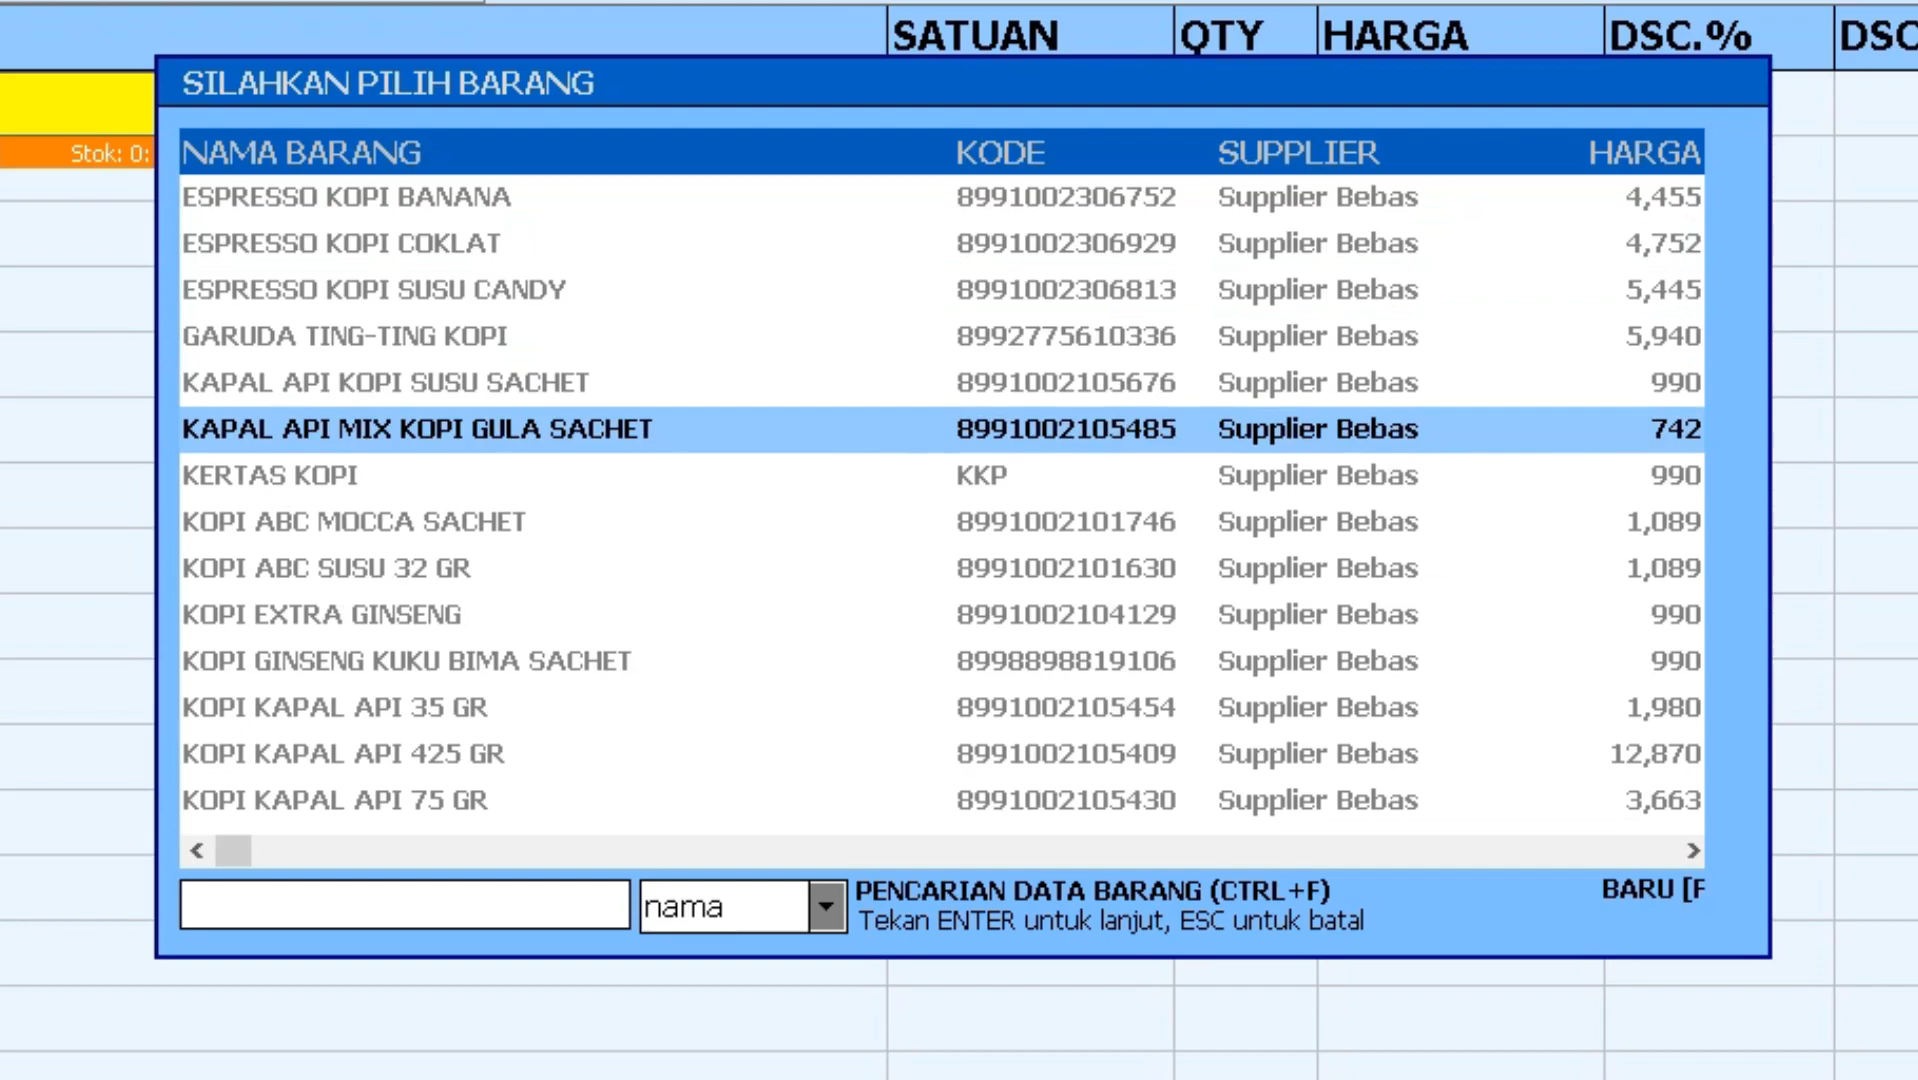 SATUAN QTY HARGA DSC.% DSC
SILAHKAN PILIH BARANG
Stok: 0:
NAMA BARANG KODE SUPPLIER HARGA
ESPRESSO KOPI BANANA 8991002306752 Supplier Bebas 4,455
ESPRESSO KOPI COKLAT 8991002306929 Supplier Bebas 4,752
ESPRESSO KOPI SUSU CANDY 8991002306813 Supplier Bebas 5,445
GARUDA TING-TING KOPI 8992775610336 Supplier Bebas 5,940
KAPAL API KOPI SUSU SACHET 8991002105676 Supplier Bebas 990
KAPAL API MIX KOPI GULA SACHET 8991002105485 Supplier Bebas 742
KERTAS KOPI KKP Supplier Bebas 990
KOPI ABC MOCCA SACHET 8991002101746 Supplier Bebas 1,089
KOPI ABC SUSU 32 GR 8991002101630 Supplier Bebas 1,089
KOPI EXTRA GINSENG 8991002104129 Supplier Bebas 990
KOPI GINSENG KUKU BIMA SACHET 8998898819106 Supplier Bebas 990
KOPI KAPAL API 35 GR 8991002105454 Supplier Bebas 1,980
KOPI KAPAL API 425 GR 8991002105409 Supplier Bebas 12,870
KOPI KAPAL API 75 GR 8991002105430 Supplier Bebas 3,663
nama PENCARIAN DATA BARANG (CTRL+F) BARU [F
Tekan ENTER untuk lanjut, ESC untuk batal